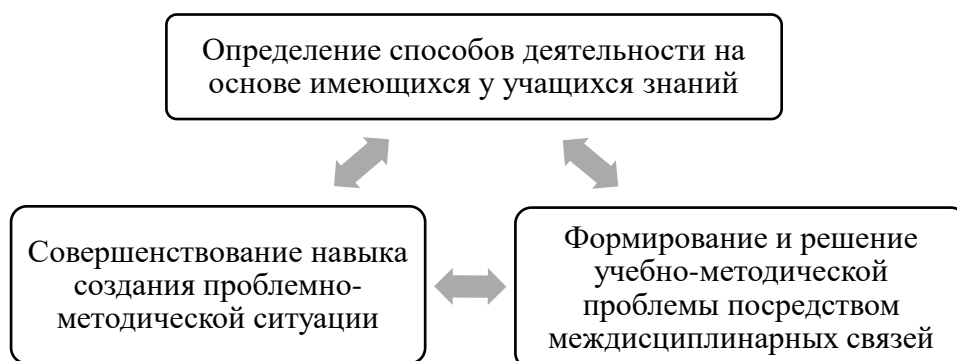 Определение способов деятельности на
основе имеющихся у учащихся знаний
Совершенствование навыка
создания проблемно-
методической ситуации
Формирование и решение
учебно-методической
проблемы посредством
междисциплинарных связей